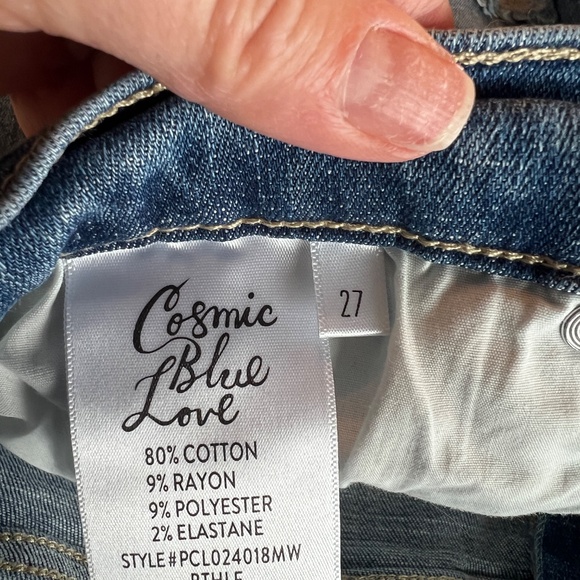 Cosmic
Blue
Love
27
80% COTTON
9% RAYON
9% POLYESTER
2% ELASTANE
STYLE#PCL024018MW